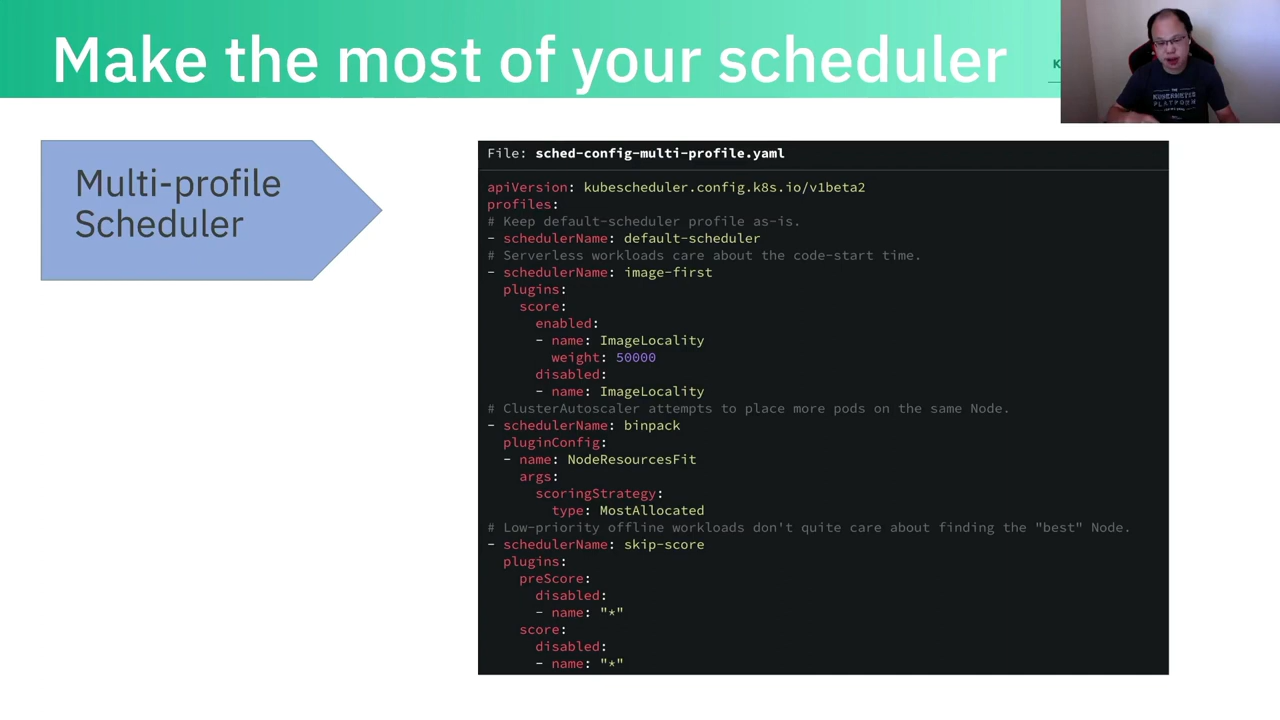 Make the most of your scheduler
K
THE
KUBERNETES
PLATFORM
Multi-profile
Scheduler
File: sched-config-multi-profile.yaml
apiVersion: kubescheduler.config.k8s.io/v1beta2
profiles:
# Keep default-scheduler profile as-is.
- schedulerName: default-scheduler
# Serverless workloads care about the code-start time.
- schedulerName: image-first
plugins:
score:
enabled:
- name: ImageLocality
weight: 50000
disabled:
- name: ImageLocality
# ClusterAutoscaler attempts to place more pods on the same Node.
- schedulerName: binpack
pluginConfig:
- name: NodeResourcesFit
args:
scoringStrategy:
type: MostAllocated
# Low-priority offline workloads don't quite care about finding the "best" Node.
- schedulerName: skip-score
plugins:
preScore:
disabled:
- name: "*"
score:
disabled:
- name: "*"